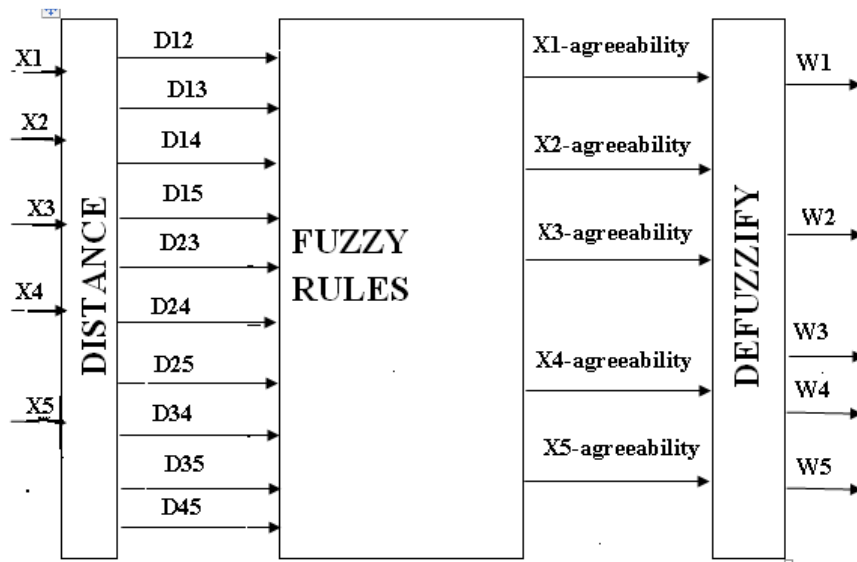 X1
X2
X3
X4
X5
DISTANCE
D12
D13
D14
D15
D23
D24
D25
D34
D35
D45
FUZZY
RULES
X1-agreeability
X2-agreeability
X3-agreeability
X4-agreeability
X5-agreeability
DEFUZZIFY
W1
W2
W3
W4
W5